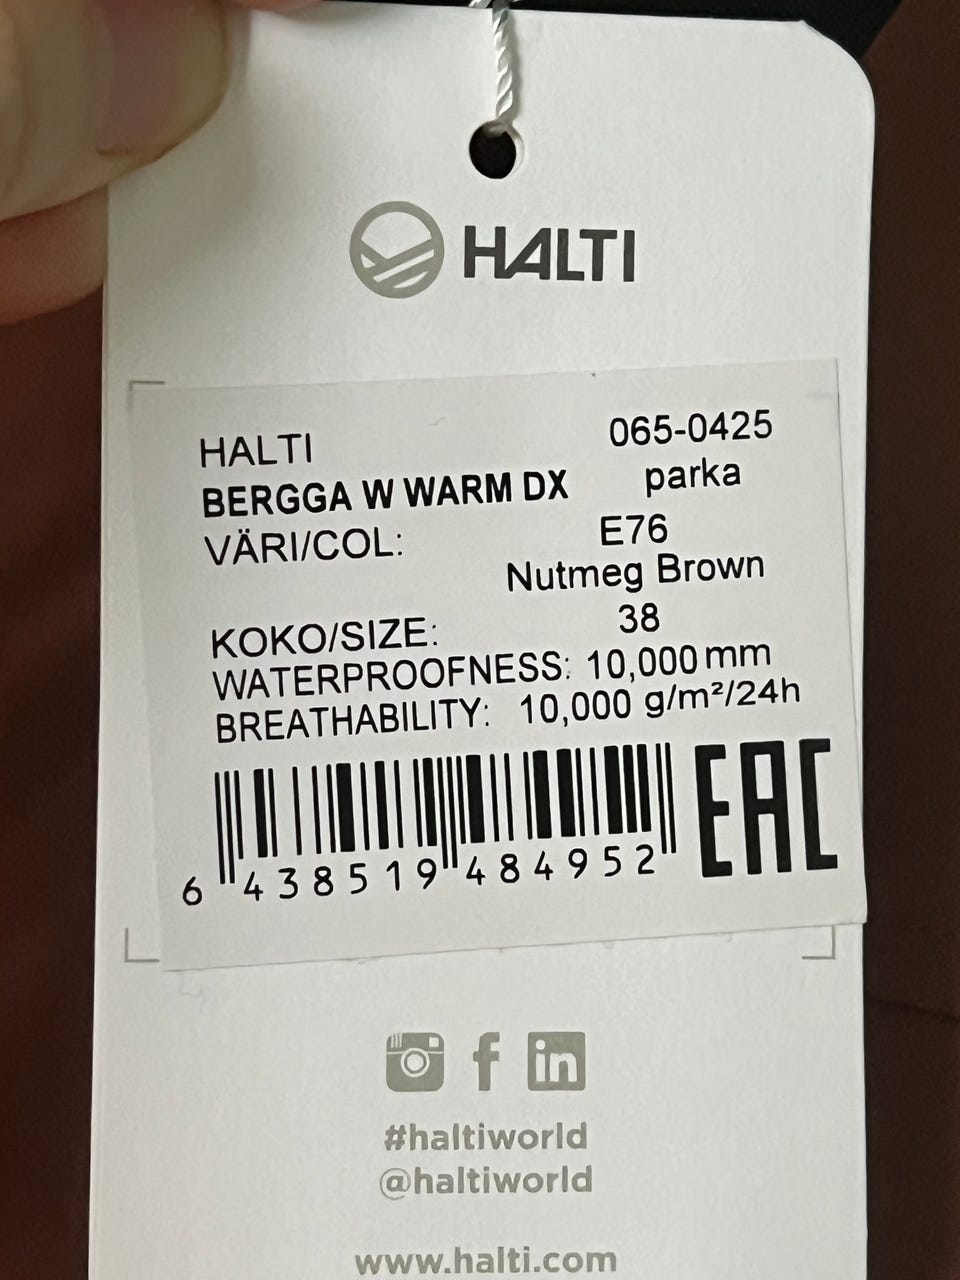 HALTI
HALTI 065-0425
BERGGA W WARM DX parka
VÄRI/COL: E76
Nutmeg Brown
KOKO/SIZE: 38
WATERPROOFNESS: 10,000 mm
BREATHABILITY: 10,000 g/m²/24h
6 438519 484952
EAC
#haltiworld
@haltiworld
www.halti.com